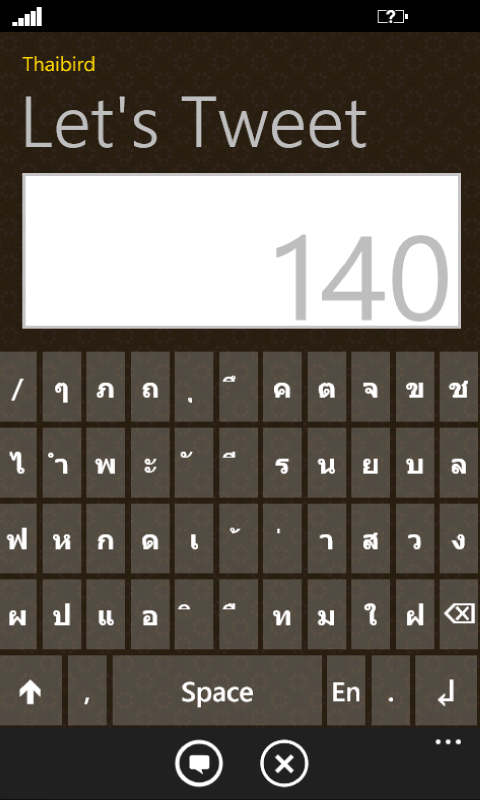 Thaibird
Let's Tweet
140
/ ๆ ภ ถ ุ ึ ค ต จ ข ช
ไ ำ พ ะ ั ี ร น ย บ ล
ฟ ห ก ด เ ้ ่ า ส ว ง
ผ ป แ อ ิ ื ท ม ใ ฝ
, Space En .